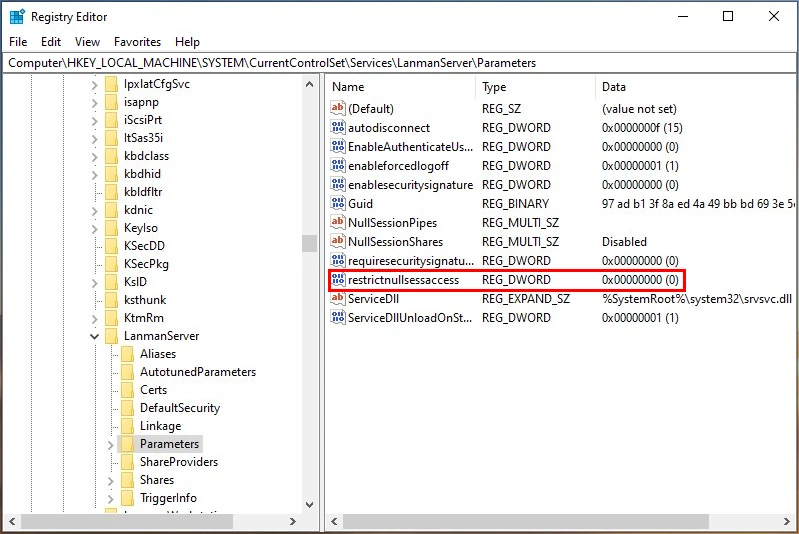 Registry Editor
File Edit View Favorites Help
Computer\HKEY_LOCAL_MACHINE\SYSTEM\CurrentControlSet\Services\LanmanServer\Parameters
IpxlatCfgSvc
isapnp
iScsiPrt
ItSas35i
kbdclass
kbdhid
kbldfltr
kdnic
KeyIso
KSecDD
KSecPkg
KsID
ksthunk
KtmRm
LanmanServer
Aliases
AutotunedParameters
Certs
DefaultSecurity
Linkage
Parameters
ShareProviders
Shares
TriggerInfo
Name Type Data
(Default) REG_SZ (value not set)
autodisconnect REG_DWORD 0x0000000f (15)
EnableAuthenticateUs... REG_DWORD 0x00000000 (0)
enableforcedlogoff REG_DWORD 0x00000001 (1)
enablesecuritysignature REG_DWORD 0x00000000 (0)
Guid REG_BINARY 97 ad b1 3f 8a ed 4a 49 bb bd 69 3e
NullSessionPipes REG_MULTI_SZ
NullSessionShares REG_MULTI_SZ Disabled
requiresecuritysignatu... REG_DWORD 0x00000000 (0)
restrictnullsessaccess REG_DWORD 0x00000000 (0)
ServiceDll REG_EXPAND_SZ %SystemRoot%\system32\srvsvc.dll
ServiceDllUnloadOnSt... REG_DWORD 0x00000001 (1)